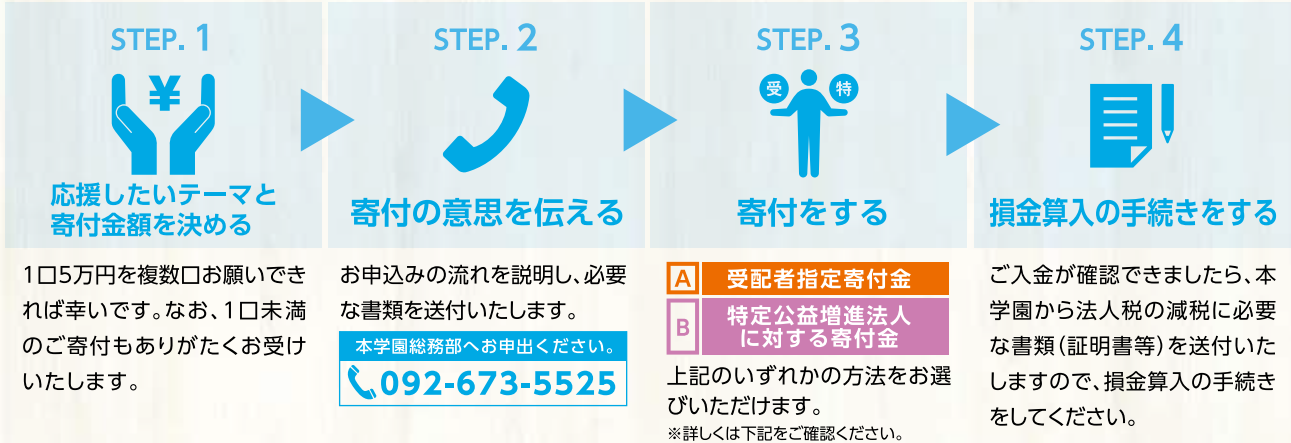 STEP. 1
¥
応援したいテーマと
寄付金額を決める
1口5万円を複数口お願いでき
れば幸いです。なお、1口未満
のご寄付もありがたくお受け
いたします。
STEP. 2
寄付の意思を伝える
お申込みの流れを説明し、必要
な書類を送付いたします。
本学園総務部へお申出ください。
092-673-5525
STEP. 3
受 特
寄付をする
A 受配者指定寄付金
B 特定公益増進法人
に対する寄付金
上記のいずれかの方法をお選
びいただけます。
※詳しくは下記をご確認ください。
STEP. 4
損金算入の手続きをする
ご入金が確認できましたら、本
学園から法人税の減税に必要
な書類（証明書等）を送付いた
しますので、損金算入の手続き
をしてください。